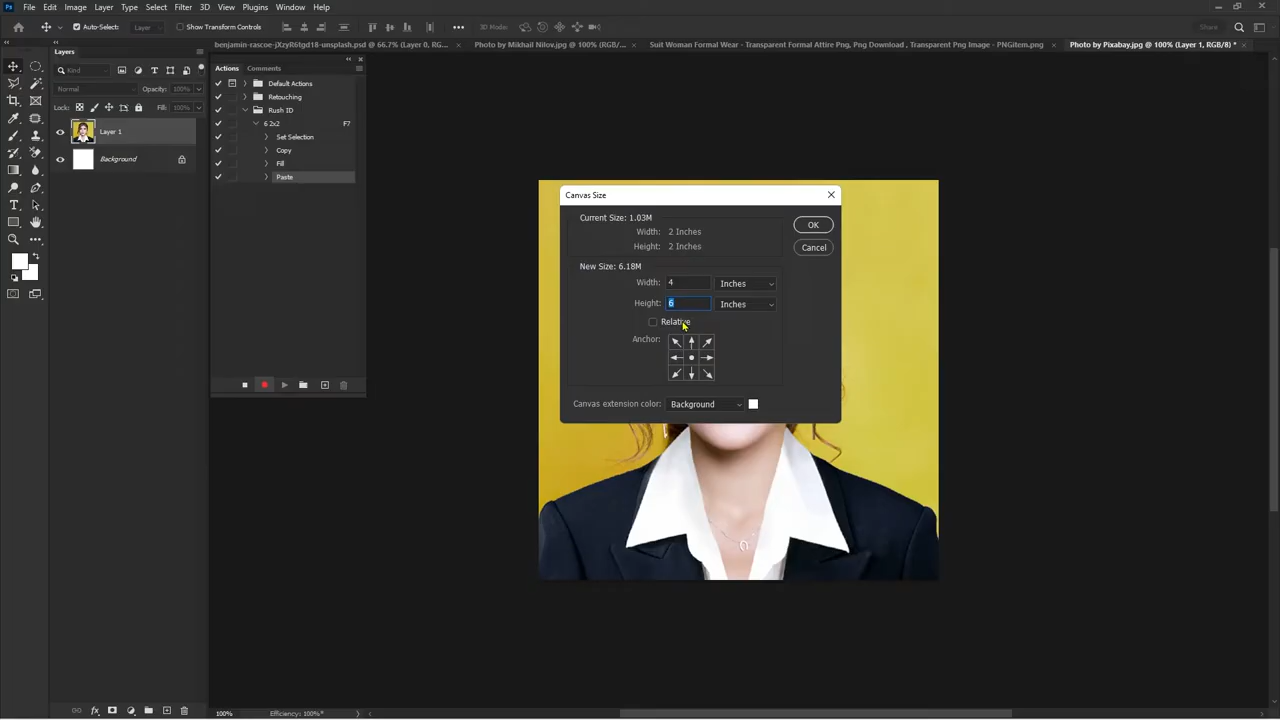 Ps File Edit Image Layer Type Select Filter 3D View Plugins Window Help
Auto-Select: Layer Show Transform Controls 3D Mode: Share
benjamin-rascoe-jXzyR6tgd18-unsplash.psd @ 66.7% (Layer 0, RG... × Photo by Mikhail Nilov.jpg @ 100% (RGB/... × Suit Woman Formal Wear - Transparent Formal Attire Png, Png Download , Transparent Png Image - PNGitem.png × Photo by Pixabay.jpg @ 100% (Layer 1, RGB/8) * ×
Layers
Kind
Normal Opacity: 100%
Lock: Fill: 100%
Layer 1
Background
Actions Comments
Default Actions
Retouching
Rush ID
6 2x2 F7
Set Selection
Copy
Fill
Paste
Canvas Size
Current Size: 1.03M
Width: 2 Inches
Height: 2 Inches
OK
Cancel
New Size: 6.18M
Width: 4 Inches
Height: 6 Inches
Relative
Anchor:
Canvas extension color: Background
100% Efficiency: 100%*